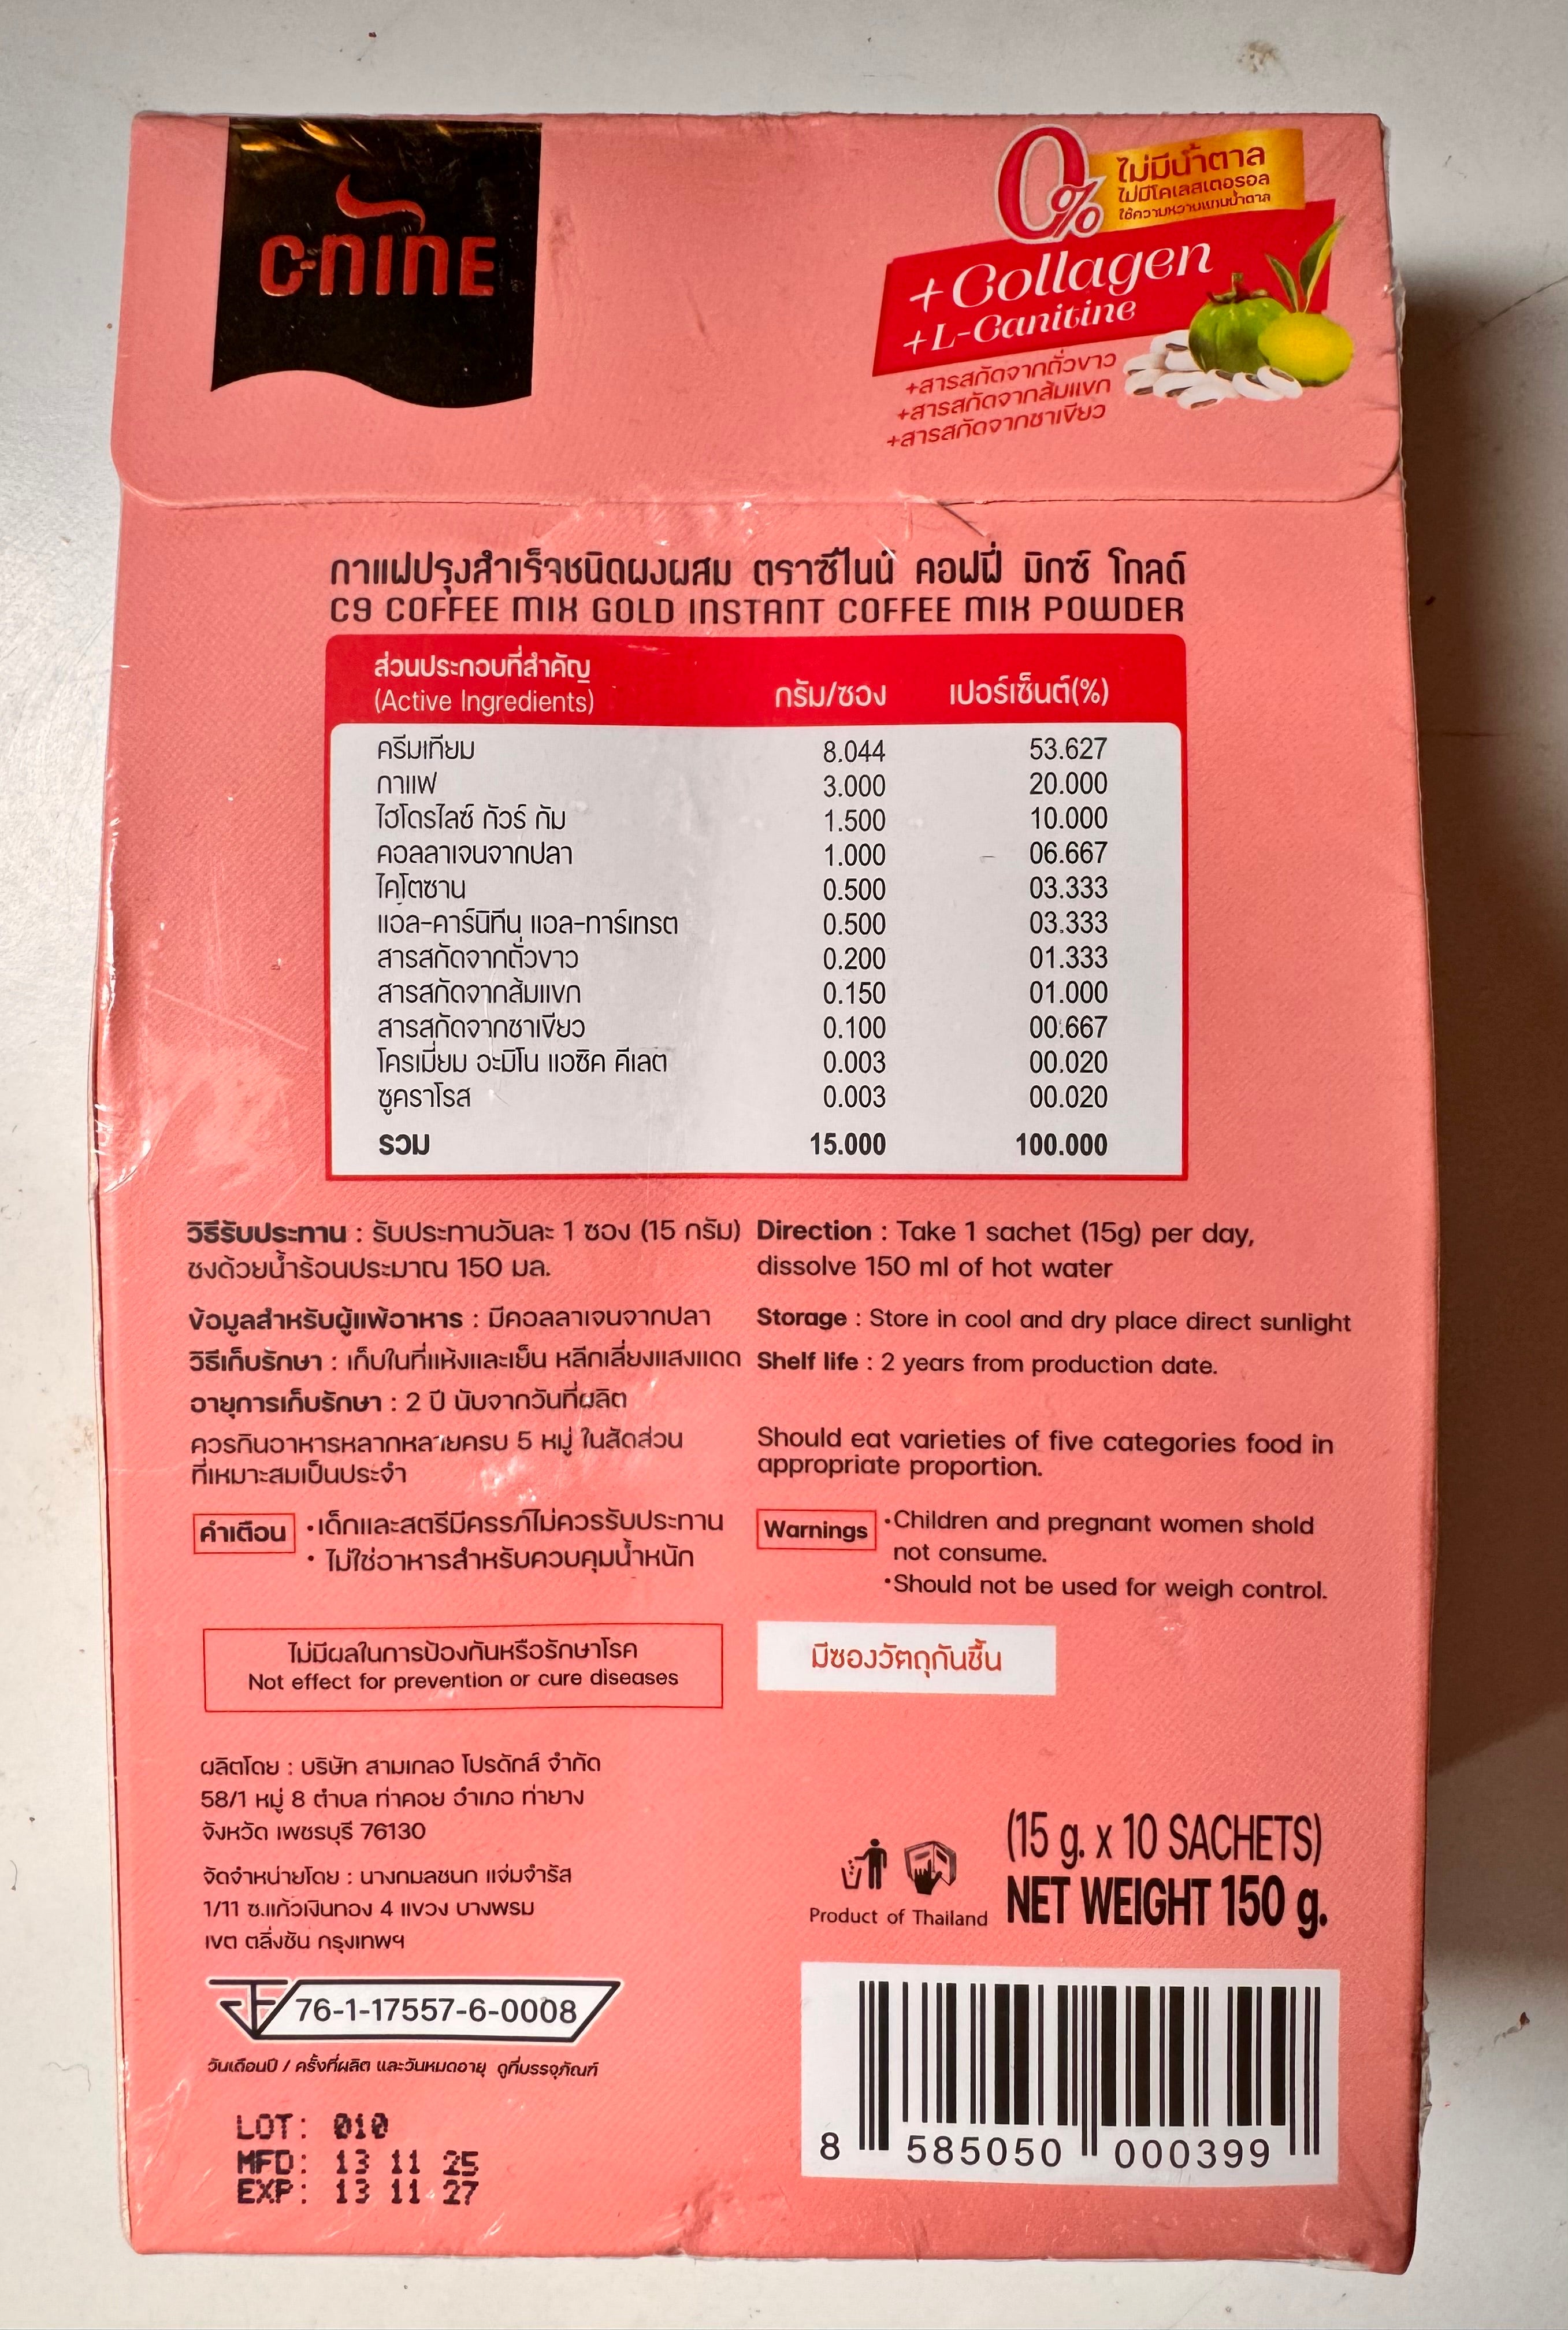 C-NINE
0%
ไม่มีน้ำตาล
ไม่มีโคเลสเตอรอล
ใช้ความหวานแทนน้ำตาล
+Collagen
+L-Canitine
+สารสกัดจากถั่วขาว
+สารสกัดจากส้มแขก
+สารสกัดจากชาเขียว
กาแฟปรุงสำเร็จชนิดผงผสม ตราซีไนน์ คอฟฟี่ มิกซ์ โกลด์
C9 COFFEE MIX GOLD INSTANT COFFEE MIX POWDER
ส่วนประกอบที่สำคัญ
(Active Ingredients) กรัม/ซอง เปอร์เซ็นต์(%)
ครีมเทียม 8.044 53.627
กาแฟ 3.000 20.000
ไฮโดรไลซ์ กัวร์ กัม 1.500 10.000
คอลลาเจนจากปลา 1.000 06.667
ไคโตซาน 0.500 03.333
แอล-คาร์นิทีน แอล-ทาร์เทรต 0.500 03.333
สารสกัดจากถั่วขาว 0.200 01.333
สารสกัดจากส้มแขก 0.150 01.000
สารสกัดจากชาเขียว 0.100 00.667
โครเมี่ยม อะมิโน แอซิค คีเลต 0.003 00.020
ซูคราโรส 0.003 00.020
รวม 15.000 100.000
วิธีรับประทาน : รับประทานวันละ 1 ซอง (15 กรัม)
ชงด้วยน้ำร้อนประมาณ 150 มล.
ข้อมูลสำหรับผู้แพ้อาหาร : มีคอลลาเจนจากปลา
วิธีเก็บรักษา : เก็บในที่แห้งและเย็น หลีกเลี่ยงแสงแดด
อายุการเก็บรักษา : 2 ปี นับจากวันที่ผลิต
ควรกินอาหารหลากหลายครบ 5 หมู่ ในสัดส่วน
ที่เหมาะสมเป็นประจำ
คำเตือน •เด็กและสตรีมีครรภ์ไม่ควรรับประทาน
• ไม่ใช่อาหารสำหรับควบคุมน้ำหนัก
Direction : Take 1 sachet (15g) per day,
dissolve 150 ml of hot water
Storage : Store in cool and dry place direct sunlight
Shelf life : 2 years from production date.
Should eat varieties of five categories food in
appropriate proportion.
Warnings •Children and pregnant women shold
not consume.
•Should not be used for weigh control.
ไม่มีผลในการป้องกันหรือรักษาโรค
Not effect for prevention or cure diseases
มีซองวัตถุกันชื้น
ผลิตโดย : บริษัท สามเกลอ โปรดักส์ จำกัด
58/1 หมู่ 8 ตำบล ท่าคอย อำเภอ ท่ายาง
จังหวัด เพชรบุรี 76130
จัดจำหน่ายโดย : นางกมลชนก แจ่มจำรัส
1/11 ซ.แก้วเงินทอง 4 แขวง บางพรม
เขต ตลิ่งชัน กรุงเทพฯ
76-1-17557-6-0008
วันเดือนปี / ครั้งที่ผลิต และวันหมดอายุ ดูที่บรรจุภัณฑ์
LOT: 010
MFD: 13 11 25
EXP: 13 11 27
(15 g. x 10 SACHETS)
Product of Thailand NET WEIGHT 150 g.
8 585050 000399